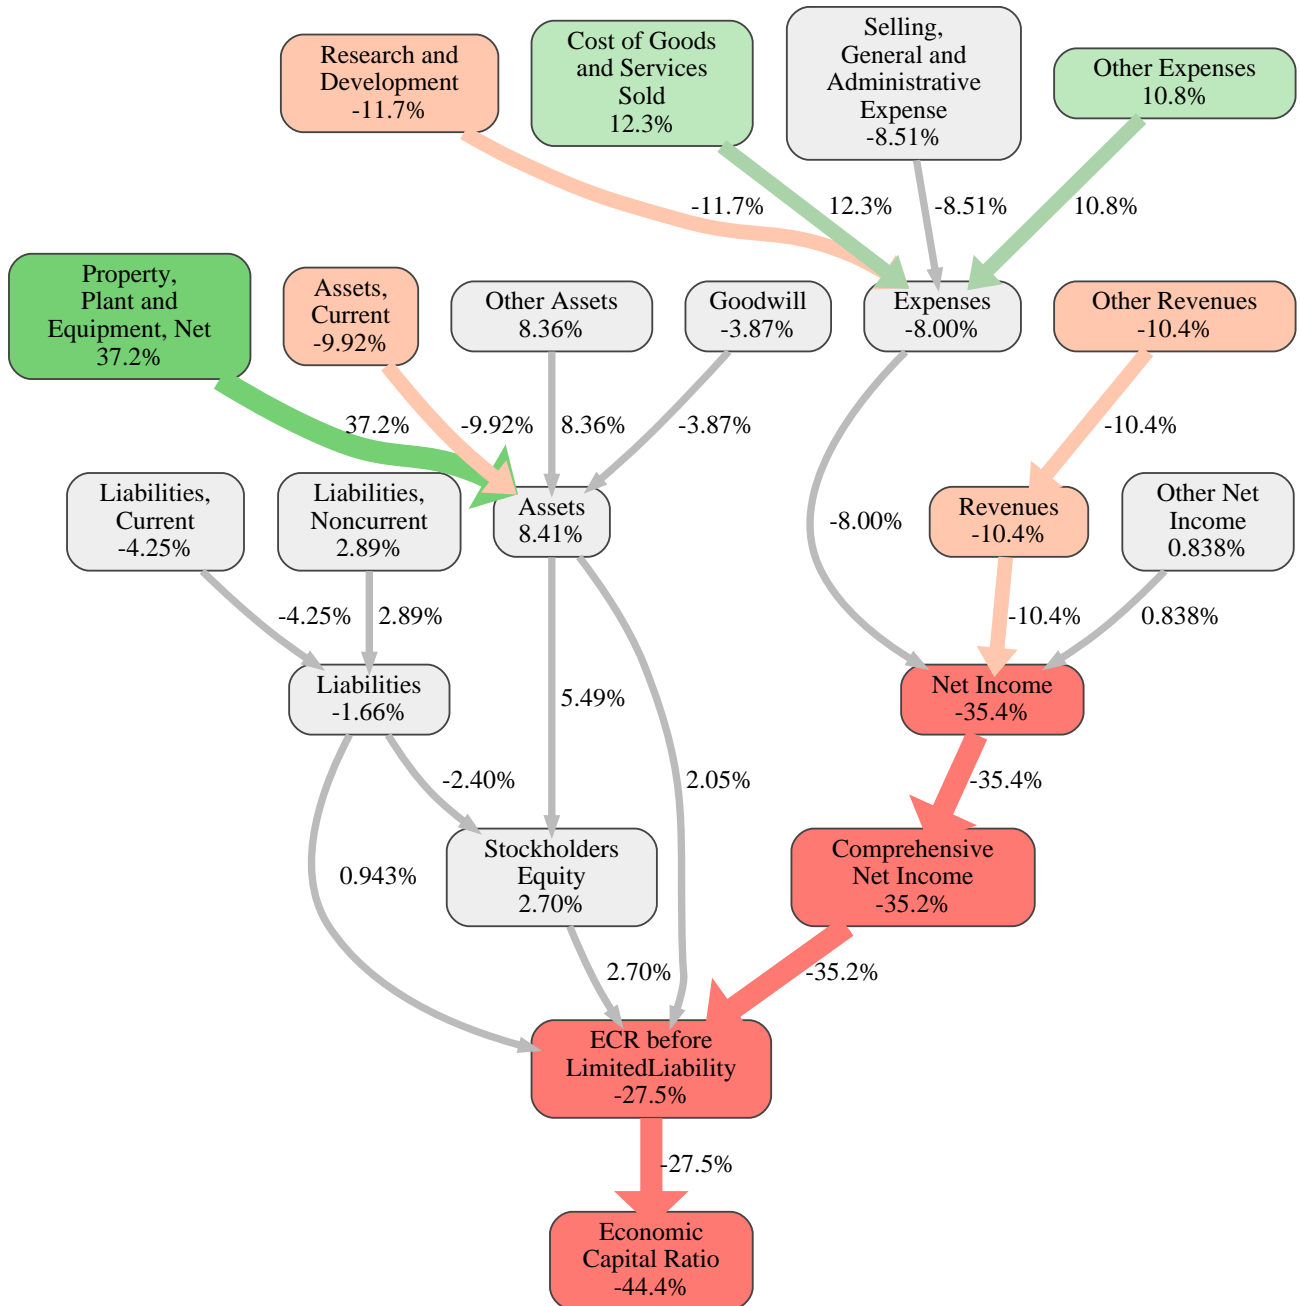 Research and
Development
-11.7%
Cost of Goods
and Services
Sold
12.3%
Selling,
General and
Administrative
Expense
-8.51%
Other Expenses
10.8%
-11.7%
12.3%
-8.51%
10.8%
Property,
Plant and
Equipment, Net
37.2%
Assets,
Current
-9.92%
Other Assets
8.36%
Goodwill
-3.87%
Expenses
-8.00%
Other Revenues
-10.4%
37.2%
-9.92%
8.36%
-3.87%
-10.4%
Liabilities,
Current
-4.25%
Liabilities,
Noncurrent
2.89%
Assets
8.41%
-8.00%
Revenues
-10.4%
Other Net
Income
0.838%
-4.25%
2.89%
-10.4%
0.838%
Liabilities
-1.66%
5.49%
Net Income
-35.4%
-2.40%
2.05%
-35.4%
0.943%
Stockholders
Equity
2.70%
Comprehensive
Net Income
-35.2%
2.70%
-35.2%
ECR before
LimitedLiability
-27.5%
-27.5%
Economic
Capital Ratio
-44.4%